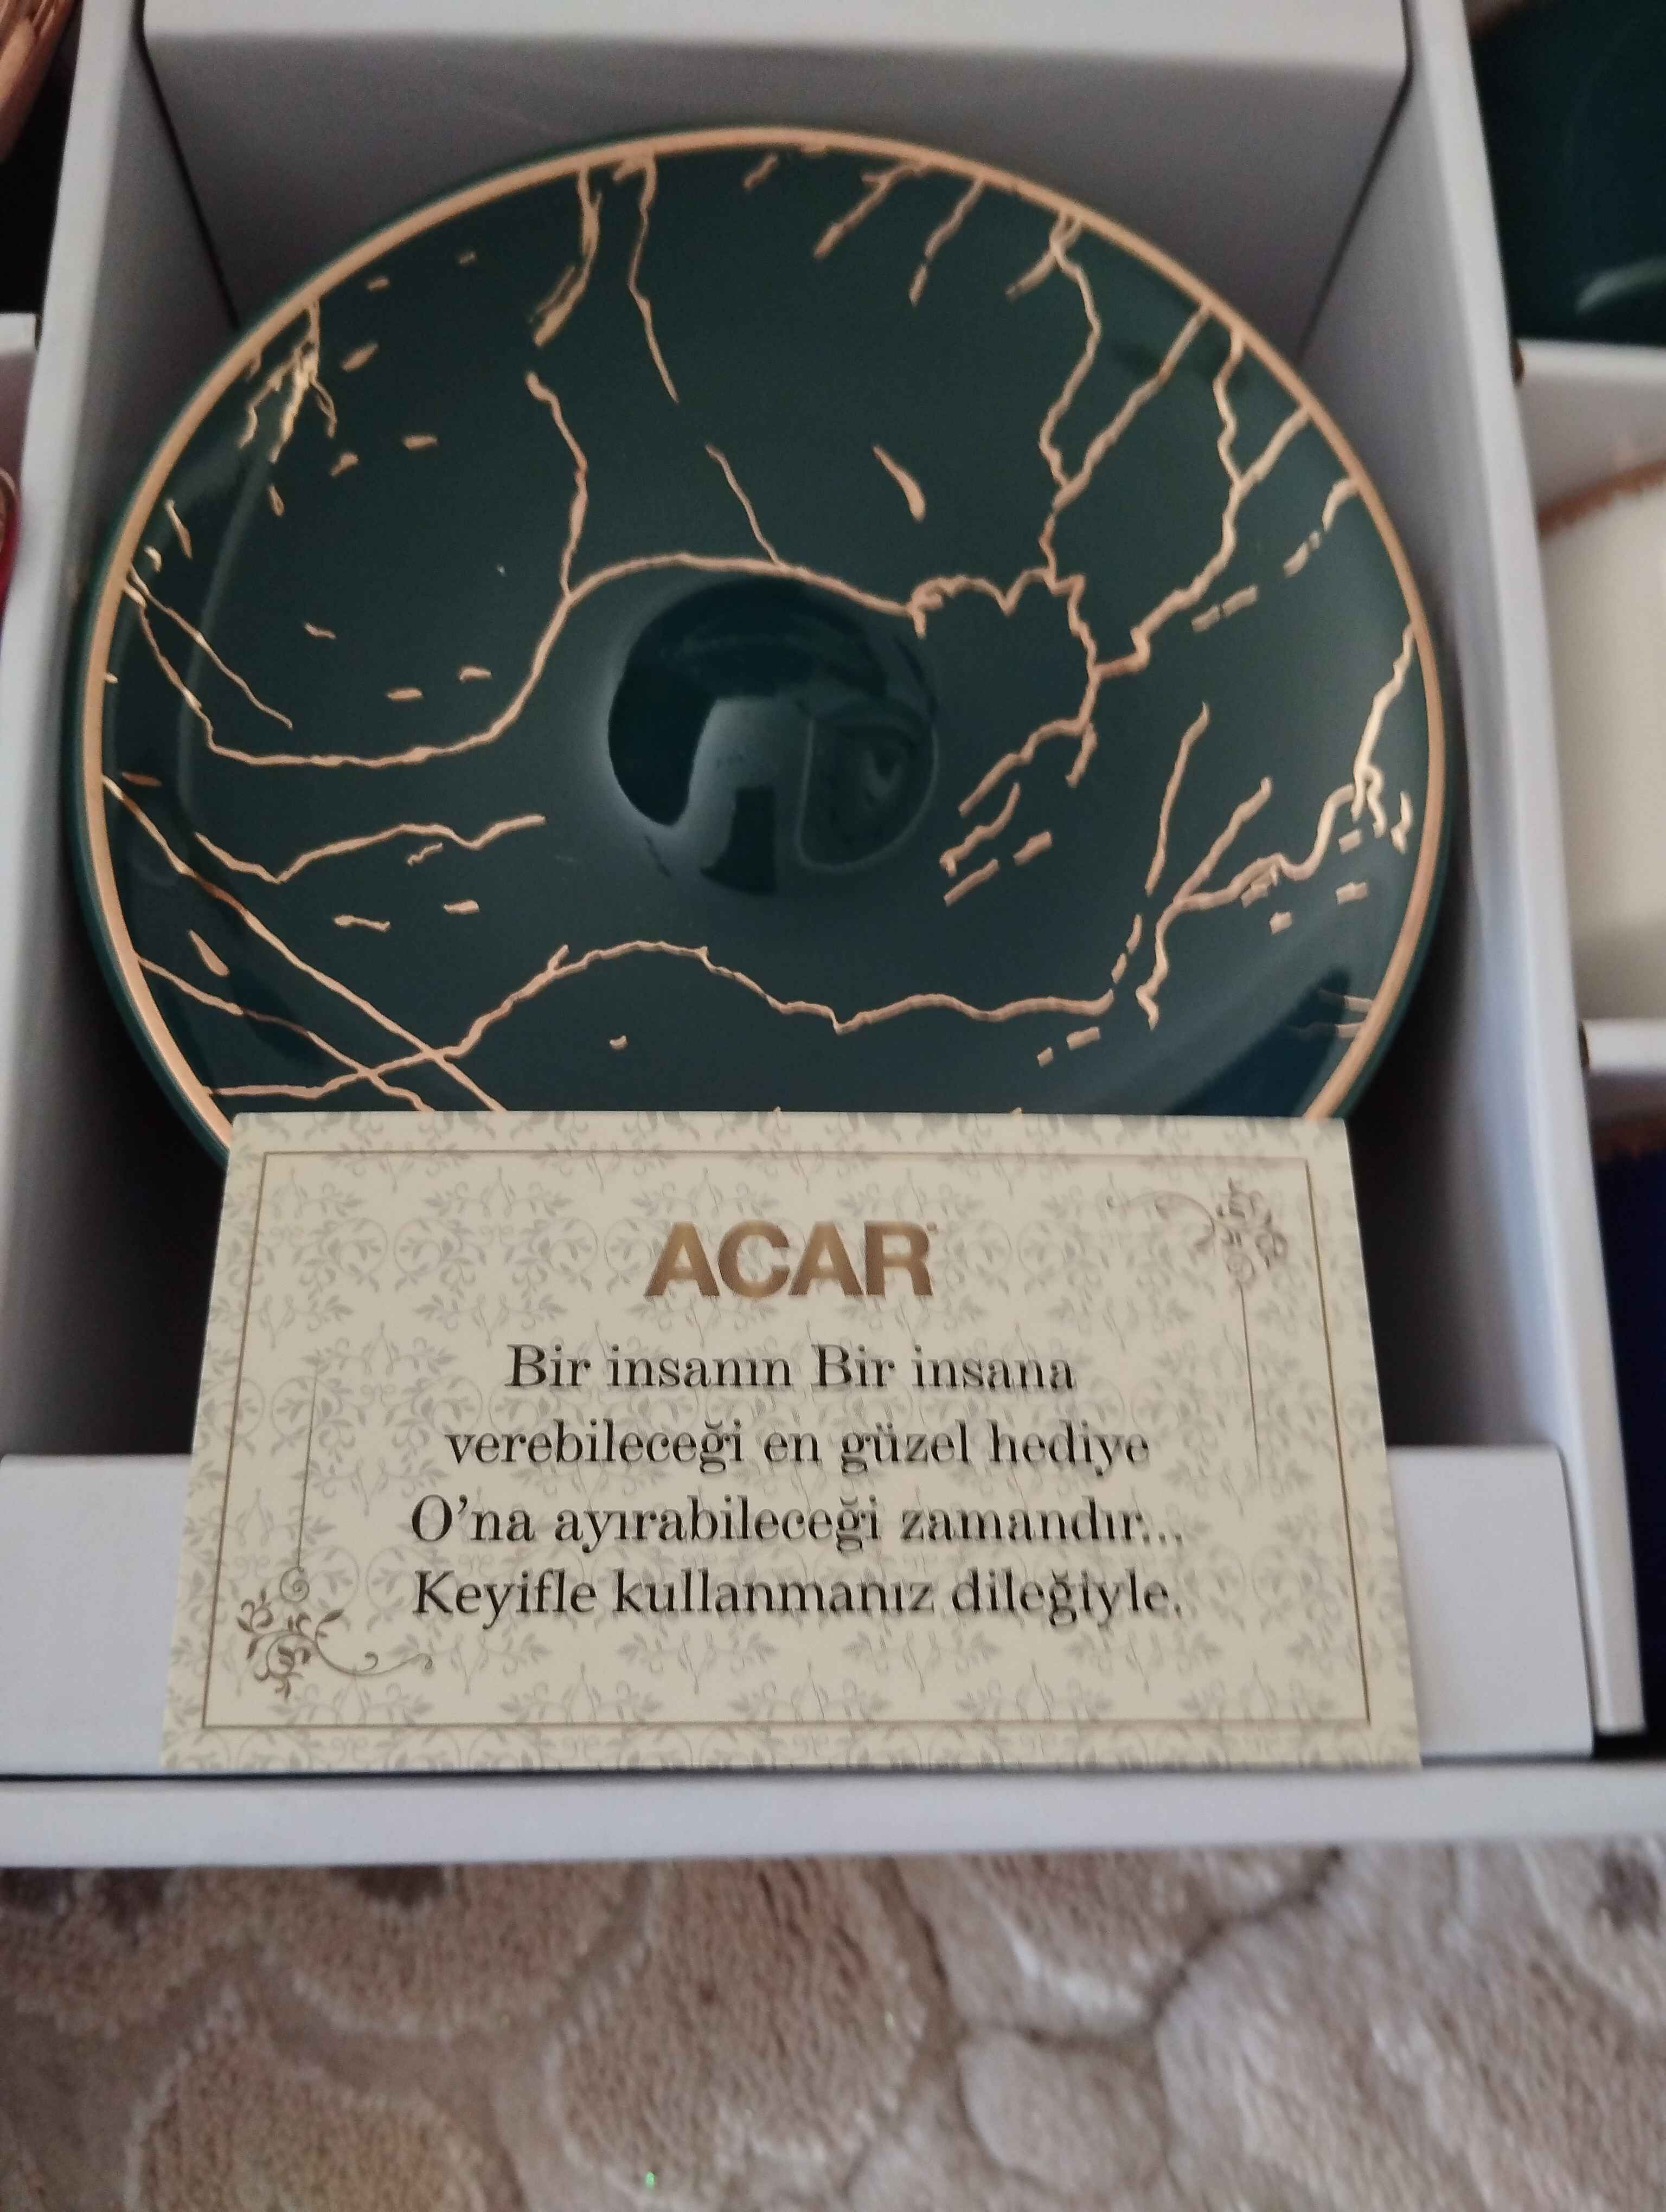 ACAR
Bir insanın Bir insana
verebileceği en güzel hediye
O'na ayırabileceği zamandır...
Keyifle kullanmanız dileğiyle.